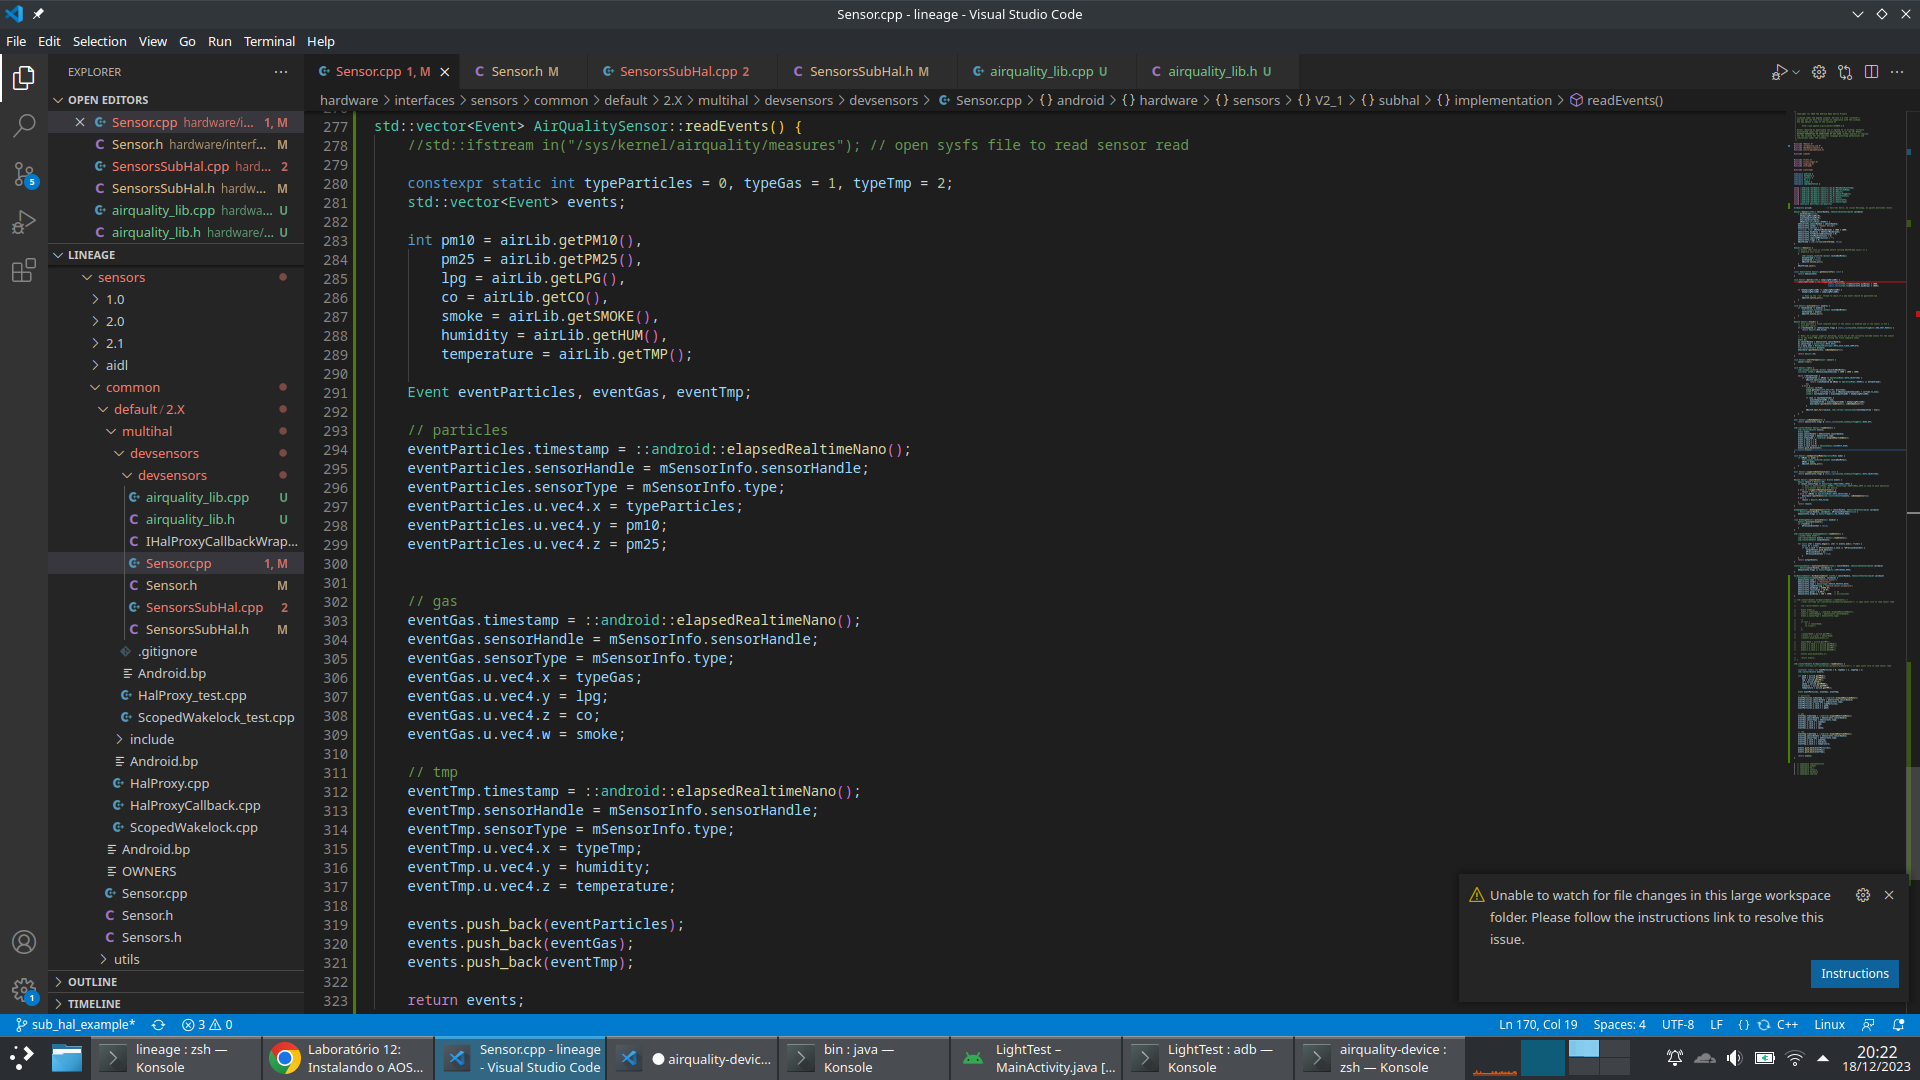 Sensor.cpp - lineage - Visual Studio Code
File Edit Selection View Go Run Terminal Help
EXPLORER
OPEN EDITORS
Sensor.cpp hardware/i... 1, M
Sensor.h hardware/interf... M
SensorsSubHal.cpp hard... 2
SensorsSubHal.h hardw... M
airquality_lib.cpp hardwa... U
airquality_lib.h hardware/... U
LINEAGE
sensors
1.0
2.0
2.1
aidl
common
default / 2.X
multihal
devsensors
devsensors
airquality_lib.cpp U
airquality_lib.h U
IHalProxyCallbackWrap...
Sensor.cpp 1, M
Sensor.h M
SensorsSubHal.cpp 2
SensorsSubHal.h M
.gitignore
Android.bp
HalProxy_test.cpp
ScopedWakelock_test.cpp
include
Android.bp
HalProxy.cpp
HalProxyCallback.cpp
ScopedWakelock.cpp
Android.bp
OWNERS
Sensor.cpp
Sensor.h
Sensors.h
utils
OUTLINE
TIMELINE
5
1
Sensor.cpp 1, M Sensor.h M SensorsSubHal.cpp 2 SensorsSubHal.h M airquality_lib.cpp U airquality_lib.h U
hardware > interfaces > sensors > common > default > 2.X > multihal > devsensors > devsensors > Sensor.cpp > {} android > {} hardware > {} sensors > {} V2_1 > {} subhal > {} implementation > readEvents()
277 std::vector<Event> AirQualitySensor::readEvents() {
278 //std::ifstream in("/sys/kernel/airquality/measures"); // open sysfs file to read sensor read
279
280 constexpr static int typeParticles = 0, typeGas = 1, typeTmp = 2;
281 std::vector<Event> events;
282
283 int pm10 = airLib.getPM10(),
284 pm25 = airLib.getPM25(),
285 lpg = airLib.getLPG(),
286 co = airLib.getCO(),
287 smoke = airLib.getSMOKE(),
288 humidity = airLib.getHUM(),
289 temperature = airLib.getTMP();
290
291 Event eventParticles, eventGas, eventTmp;
292
293 // particles
294 eventParticles.timestamp = ::android::elapsedRealtimeNano();
295 eventParticles.sensorHandle = mSensorInfo.sensorHandle;
296 eventParticles.sensorType = mSensorInfo.type;
297 eventParticles.u.vec4.x = typeParticles;
298 eventParticles.u.vec4.y = pm10;
299 eventParticles.u.vec4.z = pm25;
300
301
302 // gas
303 eventGas.timestamp = ::android::elapsedRealtimeNano();
304 eventGas.sensorHandle = mSensorInfo.sensorHandle;
305 eventGas.sensorType = mSensorInfo.type;
306 eventGas.u.vec4.x = typeGas;
307 eventGas.u.vec4.y = lpg;
308 eventGas.u.vec4.z = co;
309 eventGas.u.vec4.w = smoke;
310
311 // tmp
312 eventTmp.timestamp = ::android::elapsedRealtimeNano();
313 eventTmp.sensorHandle = mSensorInfo.sensorHandle;
314 eventTmp.sensorType = mSensorInfo.type;
315 eventTmp.u.vec4.x = typeTmp;
316 eventTmp.u.vec4.y = humidity;
317 eventTmp.u.vec4.z = temperature;
318
319 events.push_back(eventParticles);
320 events.push_back(eventGas);
321 events.push_back(eventTmp);
322
323 return events;
Unable to watch for file changes in this large workspace
folder. Please follow the instructions link to resolve this
issue.
Instructions
sub_hal_example* 3 0 Ln 170, Col 19 Spaces: 4 UTF-8 LF {} C++ Linux
lineage : zsh —
Konsole
Laboratório 12:
Instalando o AOS...
Sensor.cpp - lineage
- Visual Studio Code
airquality-devic...
bin : java —
Konsole
LightTest –
MainActivity.java [...
LightTest : adb —
Konsole
airquality-device :
zsh — Konsole
20:22
18/12/2023